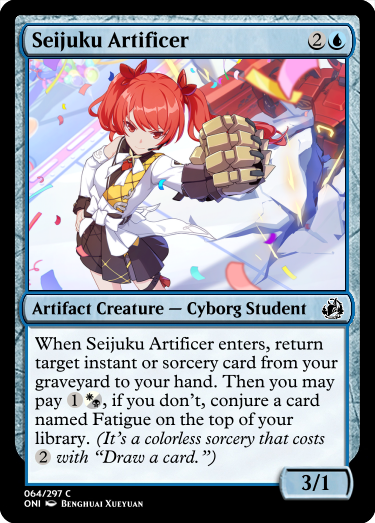 Seijuku Artificer 2
Artifact Creature — Cyborg Student
When Seijuku Artificer enters, return
target instant or sorcery card from your
graveyard to your hand. Then you may
pay 1, if you don't, conjure a card
named Fatigue on the top of your
library. (It's a colorless sorcery that costs
2 with “Draw a card.”)
3/1
064/297 C
ONI Benghuai Xueyuan